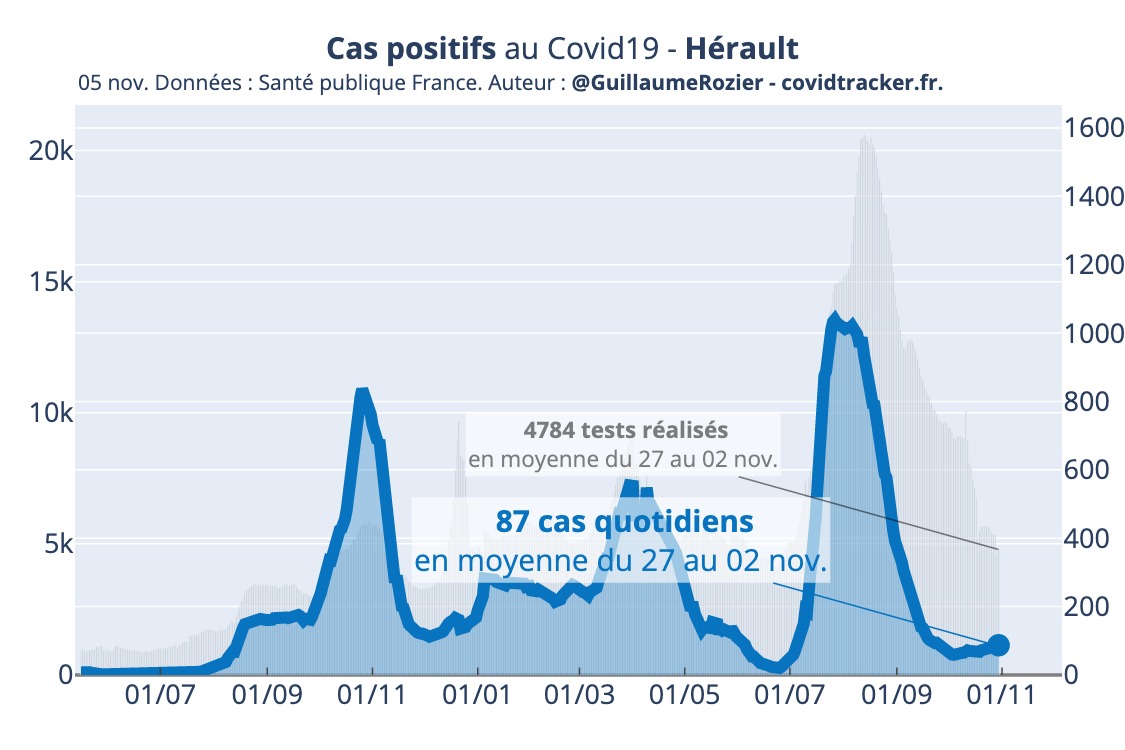 Cas positifs au Covid19 - Hérault
05 nov. Données : Santé publique France. Auteur : @GuillaumeRozier - covidtracker.fr.
1600
20k
1400
1200
15k
1000
10k
800
4784 tests réalisés
en moyenne du 27 au 02 nov.
600
87 cas quotidiens
5k
400
en moyenne du 27 au 02 nov.
200
0
0
01/07 01/09 01/11 01/01 01/03 01/05 01/07 01/09 01/11